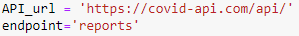 API_url = 'https://covid-api.com/api/'
endpoint='reports'